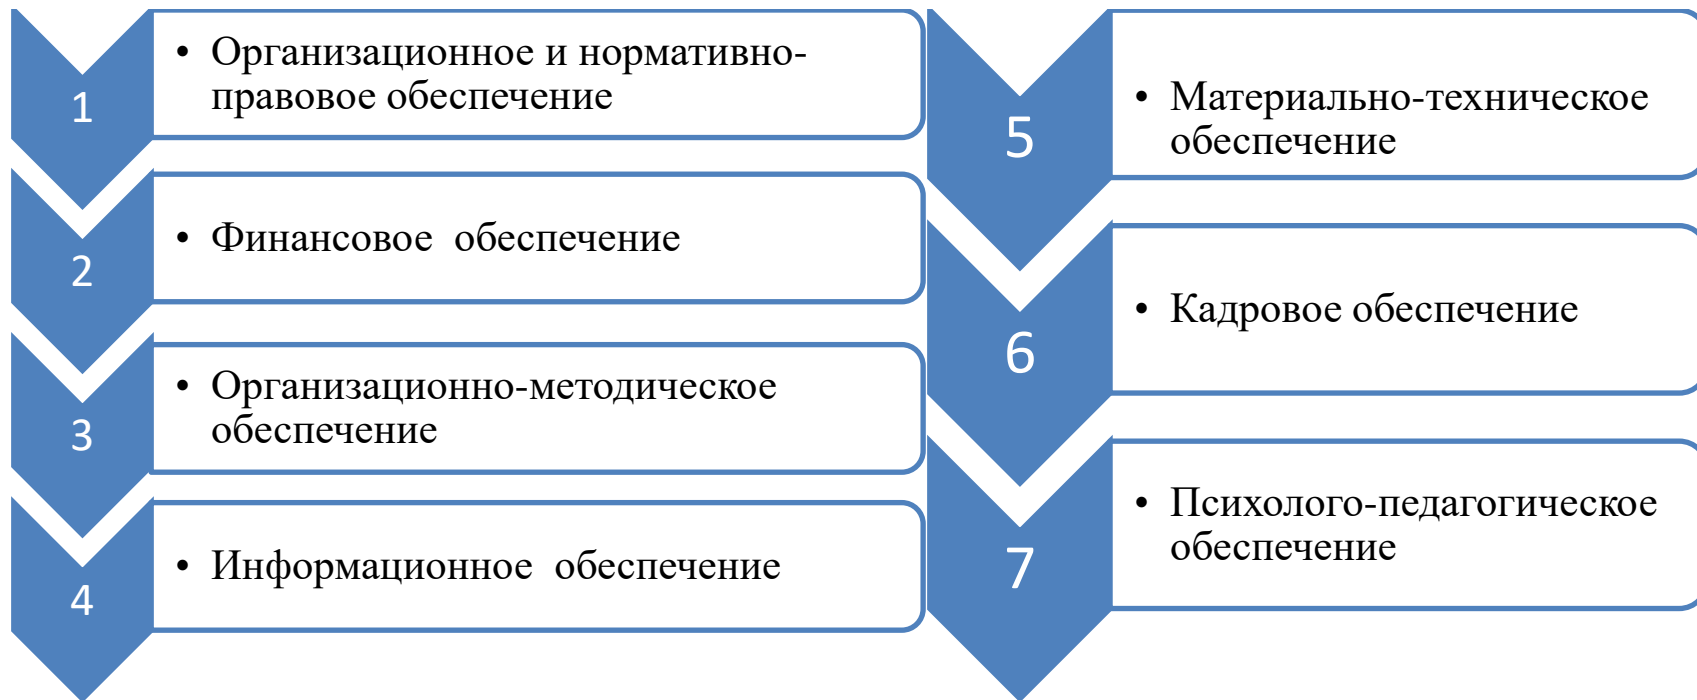 1
• Организационное и нормативно-
правовое обеспечение
2
• Финансовое  обеспечение
3
• Организационно-методическое
обеспечение
4
• Информационное  обеспечение
5
• Материально-техническое
обеспечение
6
• Кадровое обеспечение
7
• Психолого-педагогическое
обеспечение